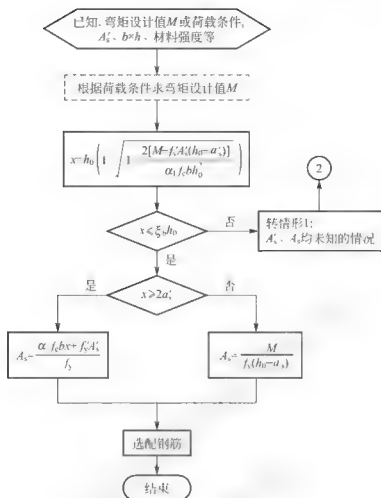 已知. 弯矩设计值M 或荷载条件,
A's、b×h、材料强度等
根据荷载条件求弯矩设计值M
x=h₀(1-√(1-2[M-f'yA's(h₀-a's)]/(α₁fcbh₀²)))
2
x≤ξbh₀
否
转情形1:
A's、As均未知的情况
是
x≥2a's
是
否
As=(α₁fcbx+f'yA's)/fy
As=M/(fy(h₀-a's))
选配钢筋
结束